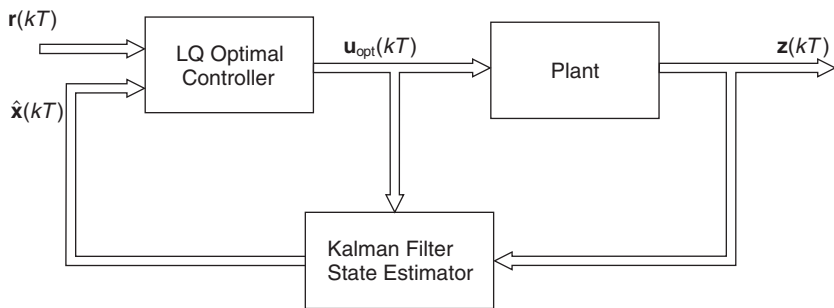 r(kT)
LQ Optimal
Controller
u_opt(kT)
Plant
z(kT)
x̂(kT)
Kalman Filter
State Estimator